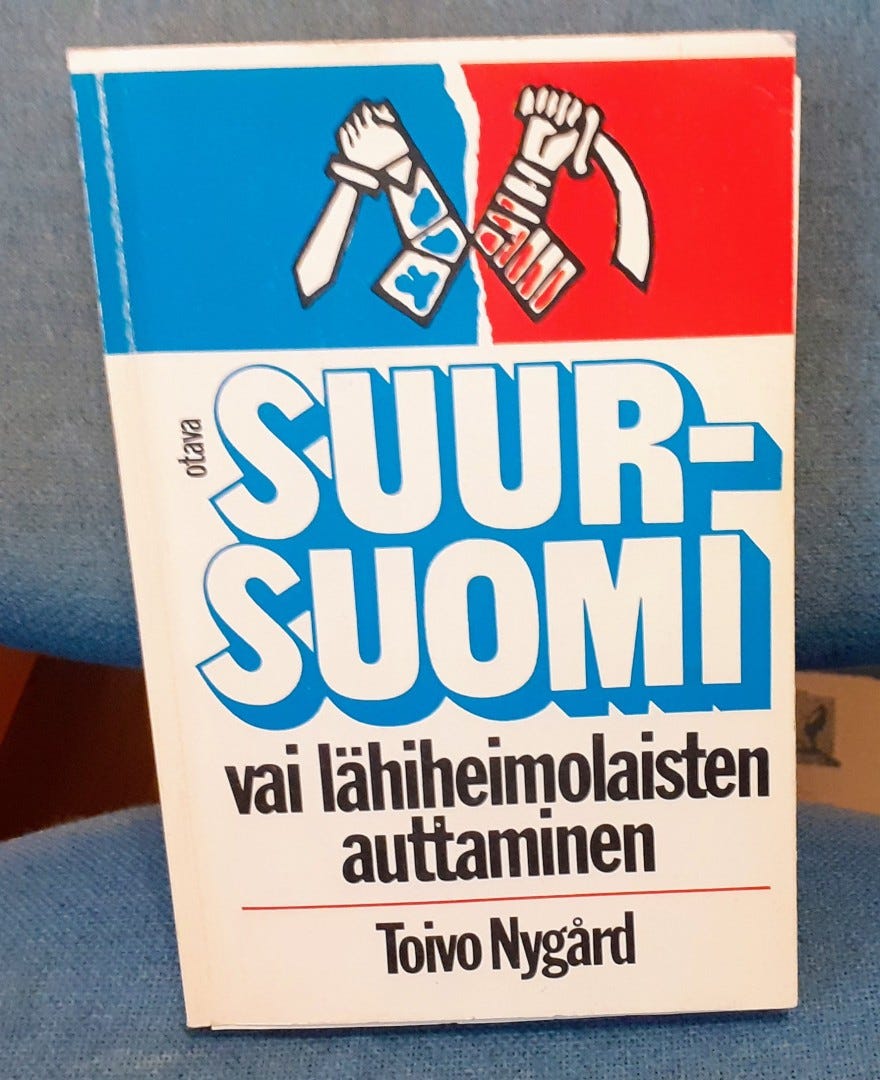 otava
SUUR-
SUOMI
vai lähiheimolaisten
auttaminen
Toivo Nygård